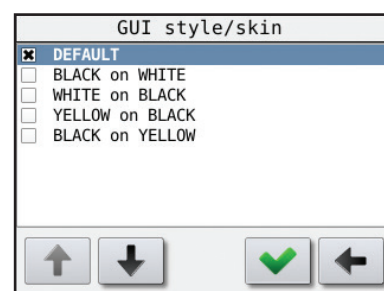 GUI style/skin
DEFAULT
BLACK on WHITE
WHITE on BLACK
YELLOW on BLACK
BLACK on YELLOW